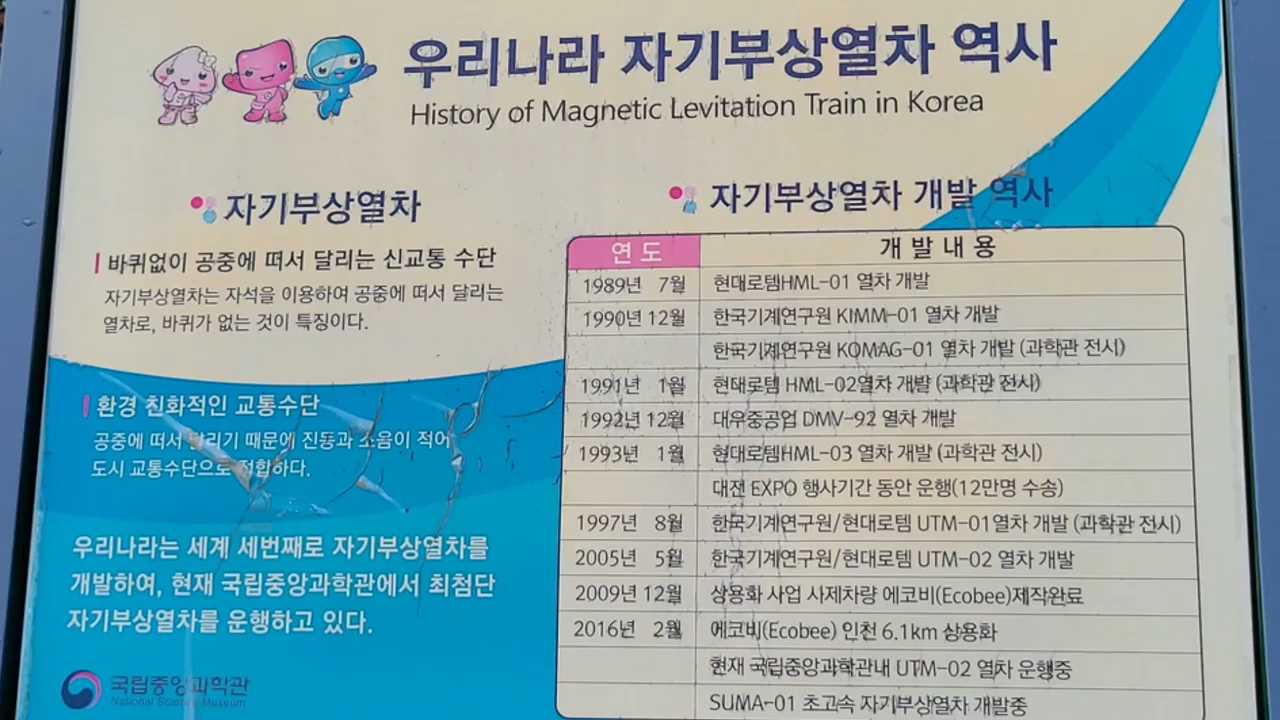 우리나라 자기부상열차 역사
History of Magnetic Levitation Train in Korea
자기부상열차
바퀴없이 공중에 떠서 달리는 신교통 수단
자기부상열차는 자석을 이용하여 공중에 떠서 달리는
열차로, 바퀴가 없는 것이 특징이다.
환경 친화적인 교통수단
공중에 떠서 달리기 때문에 진동과 소음이 적어
도시 교통수단으로 적합하다.
우리나라는 세계 세번째로 자기부상열차를
개발하여, 현재 국립중앙과학관에서 최첨단
자기부상열차를 운행하고 있다.
국립중앙과학관
National Science Museum
자기부상열차 개발 역사
연 도 개 발 내 용
1989년 7월 현대로템HML-01 열차 개발
1990년 12월 한국기계연구원 KIMM-01 열차 개발
한국기계연구원 KOMAG-01 열차 개발 (과학관 전시)
1991년 1월 현대로템 HML-02열차 개발 (과학관 전시)
1992년 12월 대우중공업 DMV-92 열차 개발
1993년 1월 현대로템HML-03 열차 개발 (과학관 전시)
대전 EXPO 행사기간 동안 운행(12만명 수송)
1997년 8월 한국기계연구원/현대로템 UTM-01열차 개발 (과학관 전시)
2005년 5월 한국기계연구원/현대로템 UTM-02 열차 개발
2009년 12월 상용화 사업 시제차량 에코비(Ecobee)제작완료
2016년 2월 에코비(Ecobee) 인천 6.1km 상용화
현재 국립중앙과학관내 UTM-02 열차 운행중
SUMA-01 초고속 자기부상열차 개발중